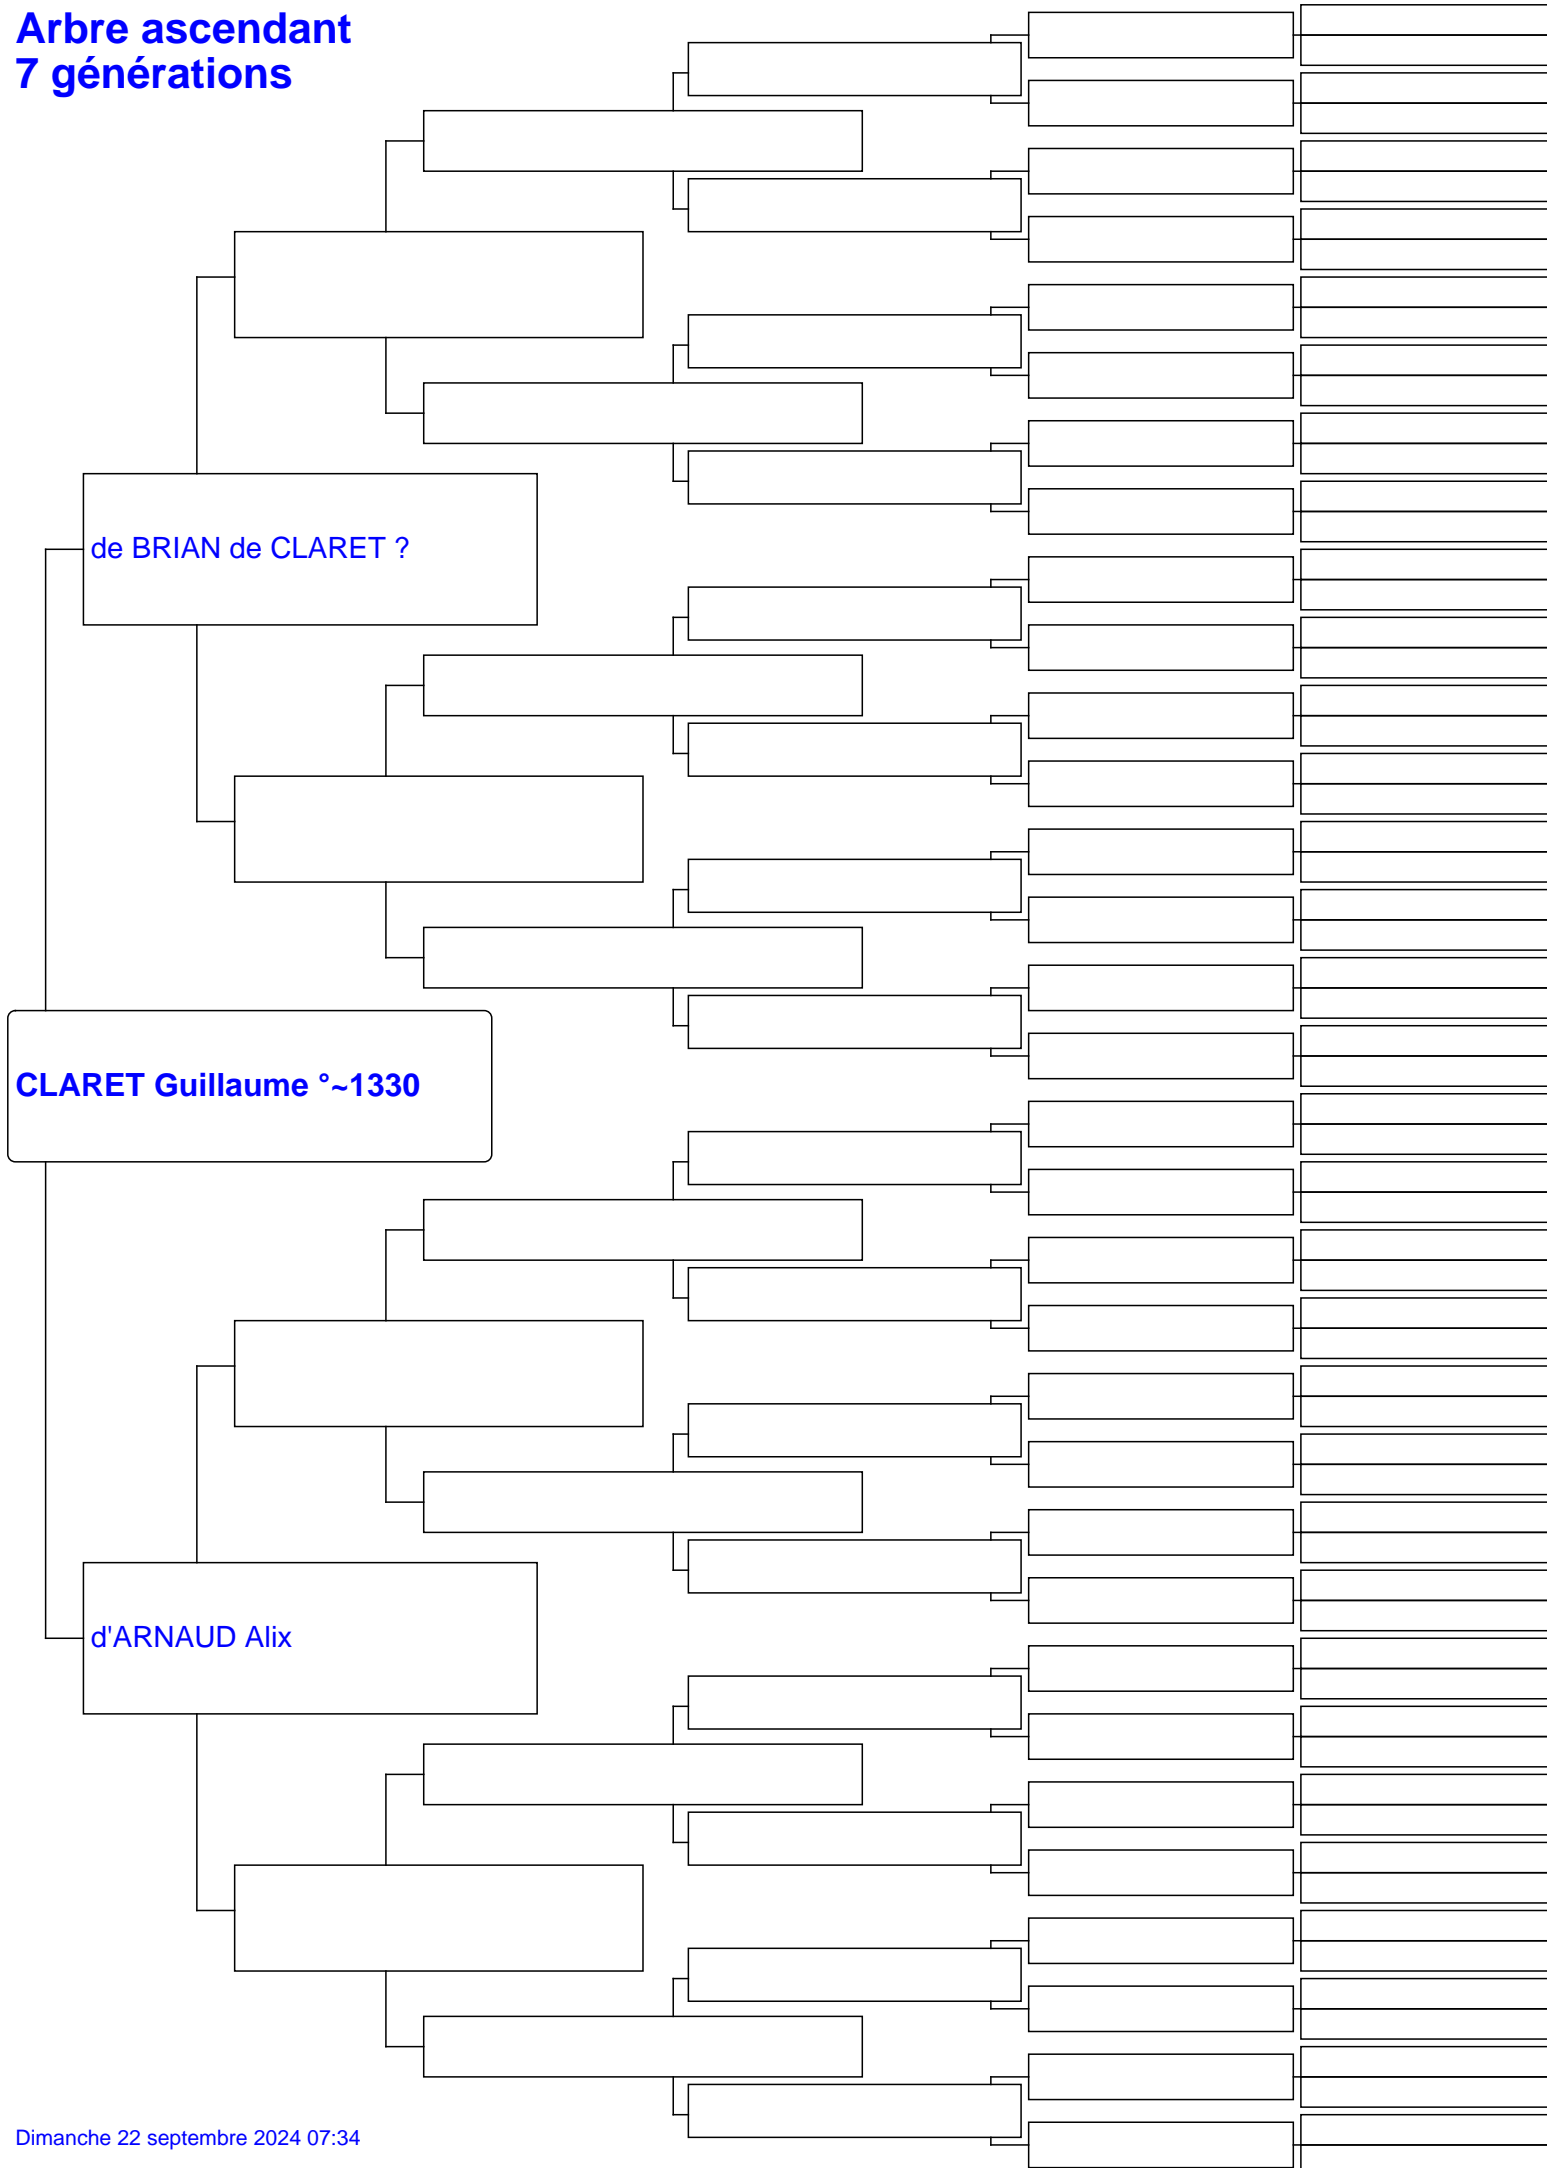 Arbre ascendant
7 générations
de BRIAN de CLARET ?
CLARET Guillaume °~1330
d'ARNAUD Alix
Dimanche 22 septembre 2024 07:34